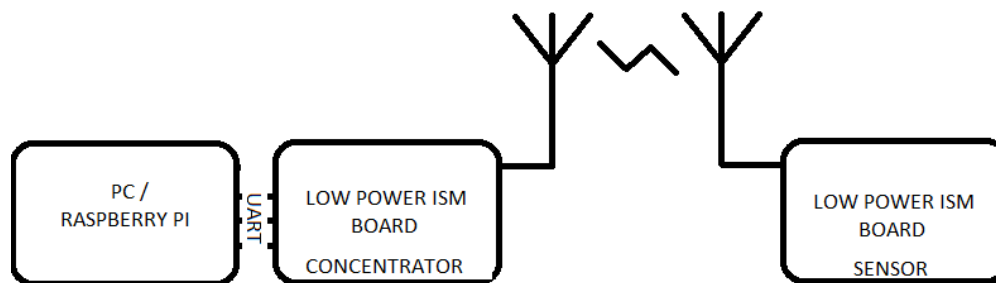 PC /
RASPBERRY PI
UART
LOW POWER ISM
BOARD
CONCENTRATOR
LOW POWER ISM
BOARD
SENSOR